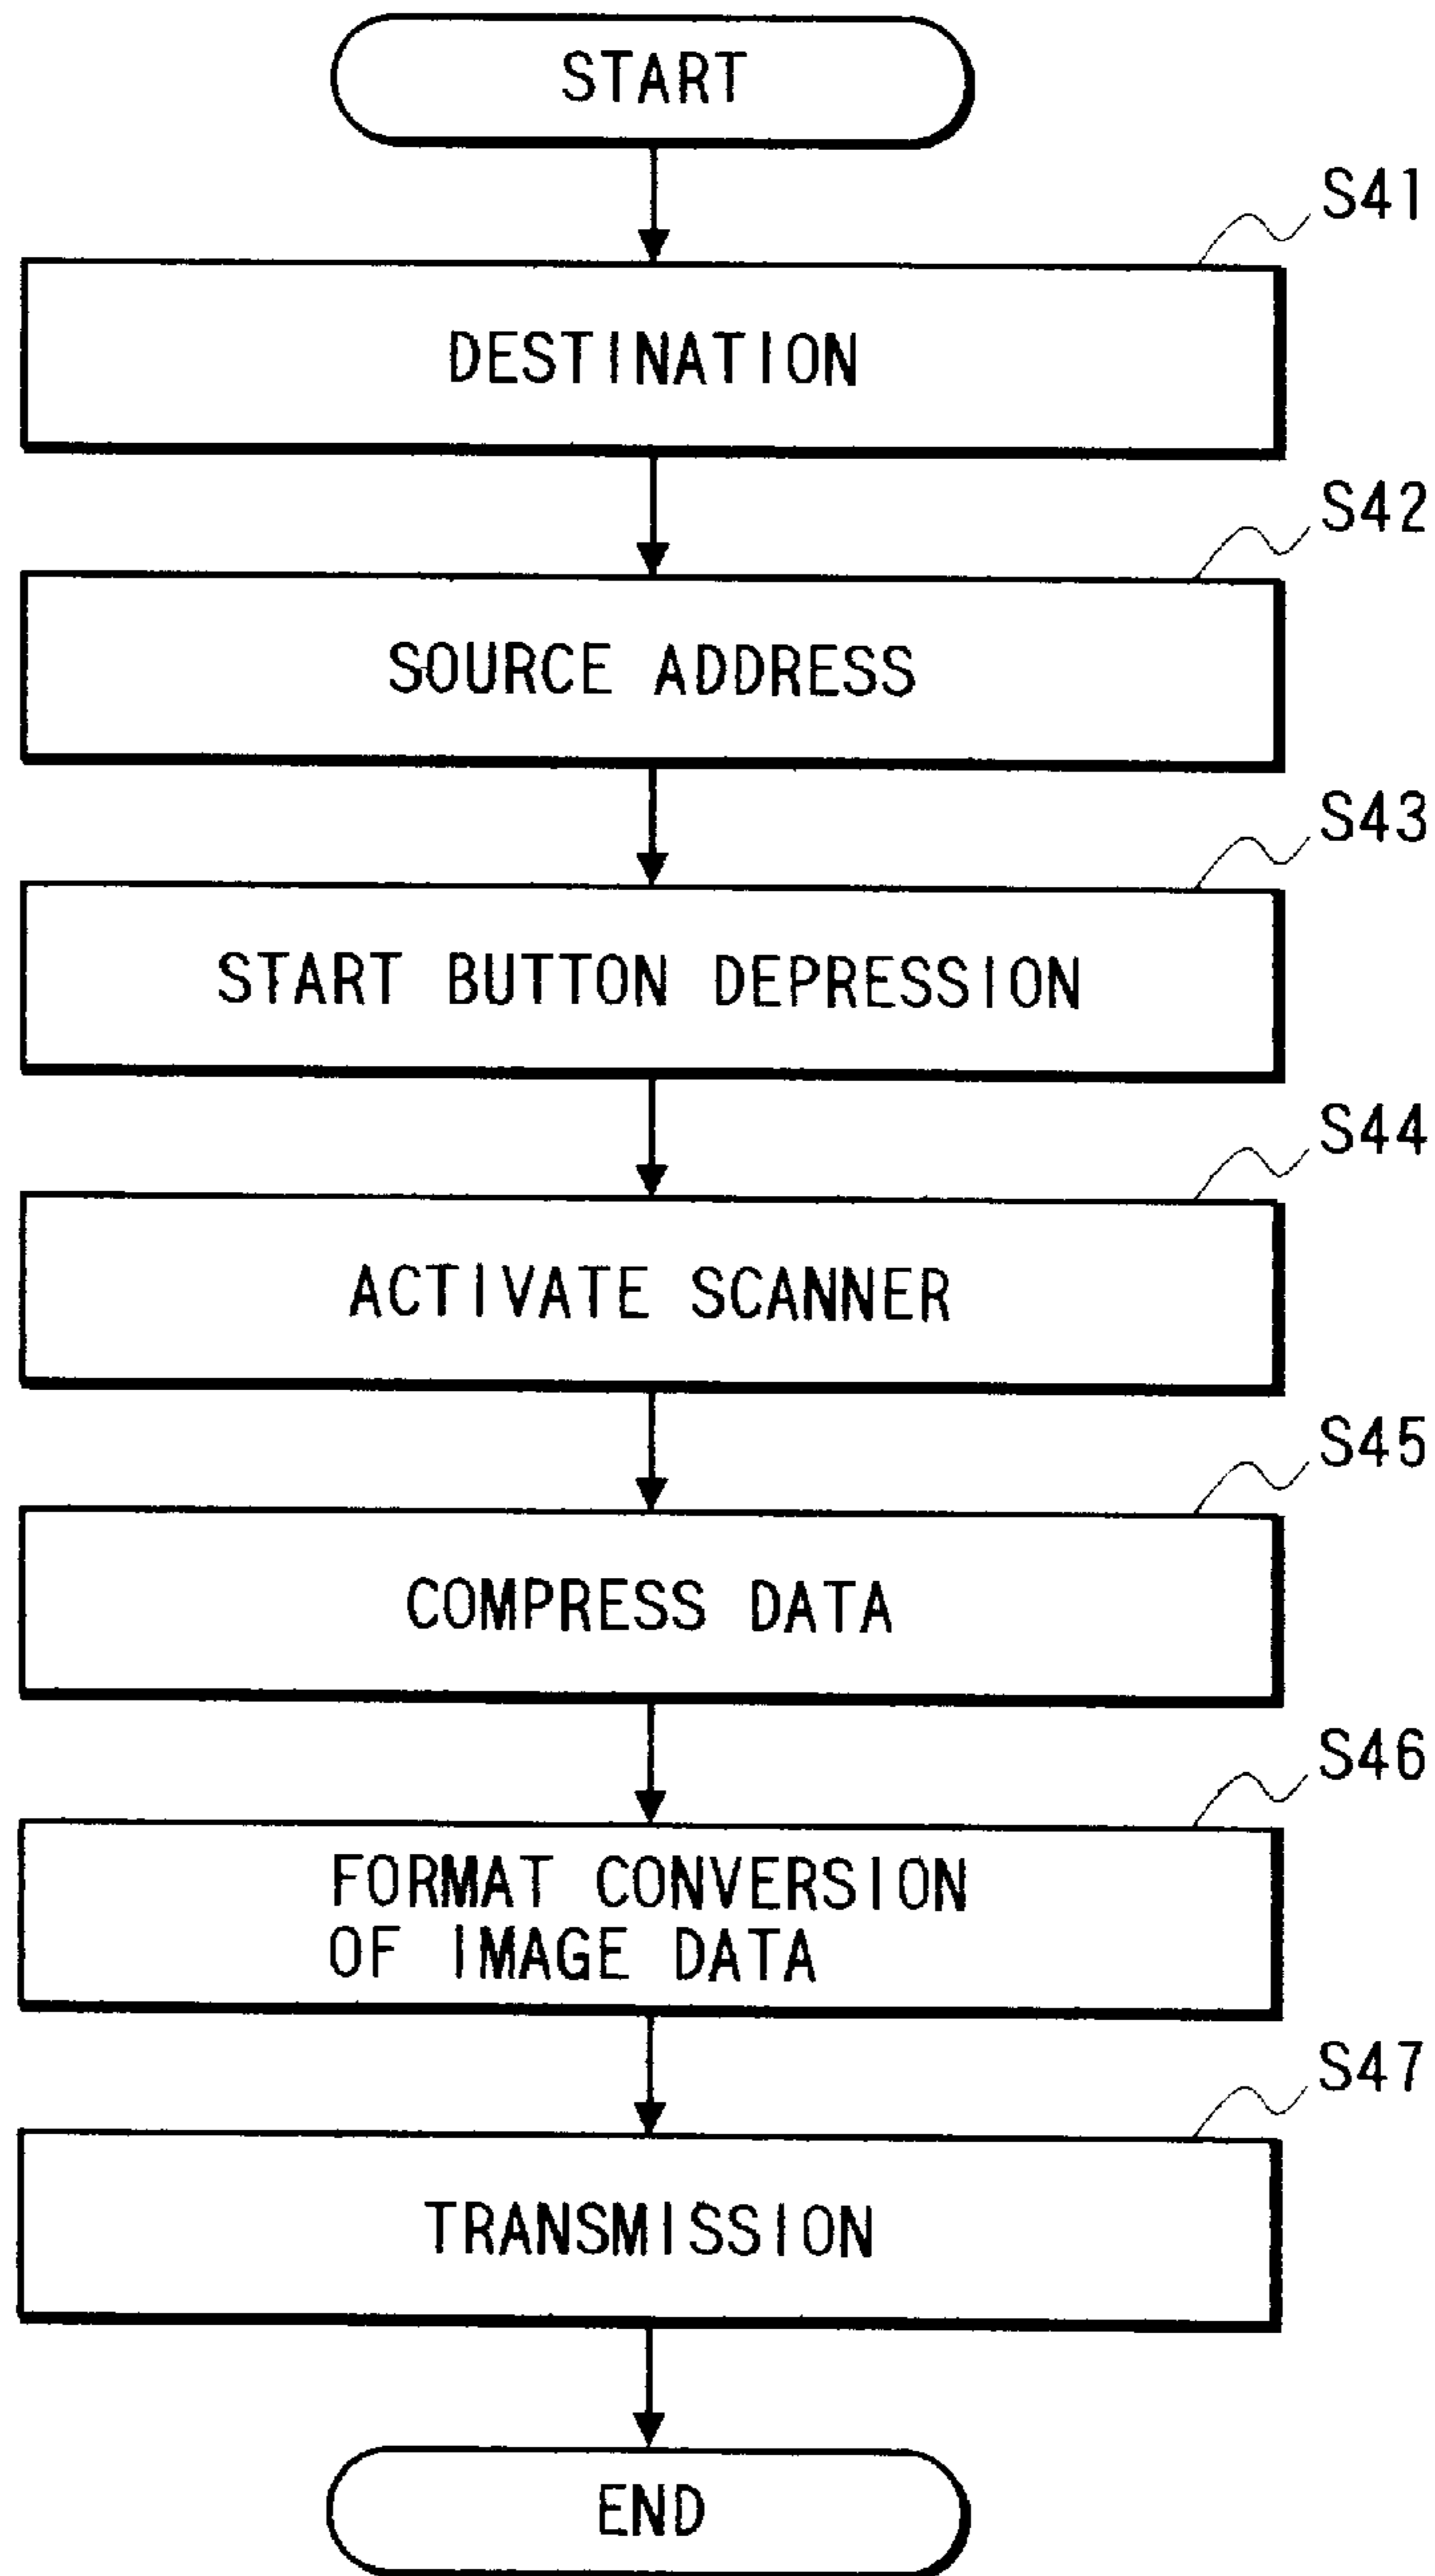 START
S41
DESTINATION
S42
SOURCE ADDRESS
S43
START BUTTON DEPRESSION
S44
ACTIVATE SCANNER
S45
COMPRESS DATA
S46
FORMAT CONVERSION
OF IMAGE DATA
S47
TRANSMISSION
END